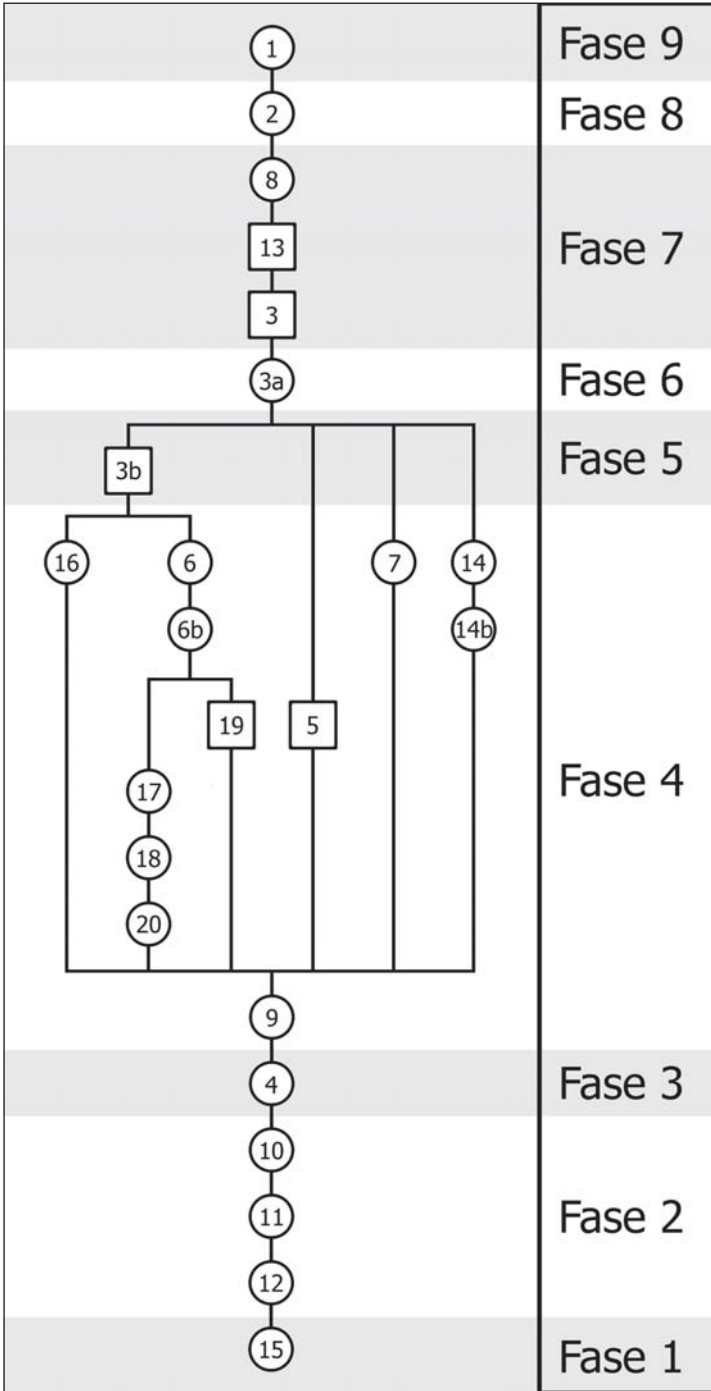 1 Fase 9
2 Fase 8
8
13 Fase 7
3
3a Fase 6
3b Fase 5
16 6 7 14
6b 14b
19 5
17 Fase 4
18
20
9
4 Fase 3
10
11 Fase 2
12
15 Fase 1